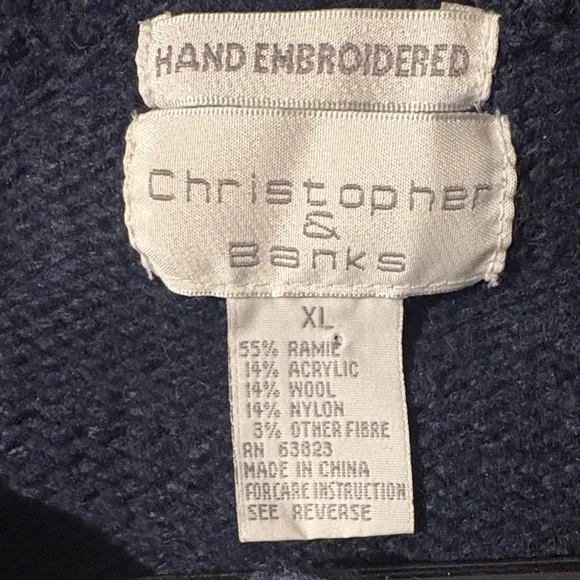 HAND EMBROIDERED
Christopher
&
Banks
XL
55% RAMIE
14% ACRYLIC
14% WOOL
14% NYLON
3% OTHER FIBRE
RN 63823
MADE IN CHINA
FOR CARE INSTRUCTION
SEE REVERSE